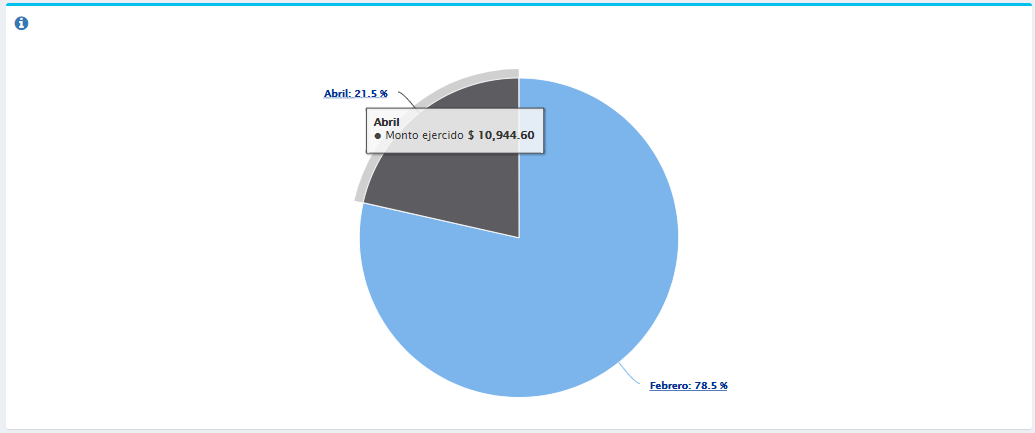 Abril: 21.5 %
Abril
● Monto ejercido $ 10,944.60
Febrero: 78.5 %